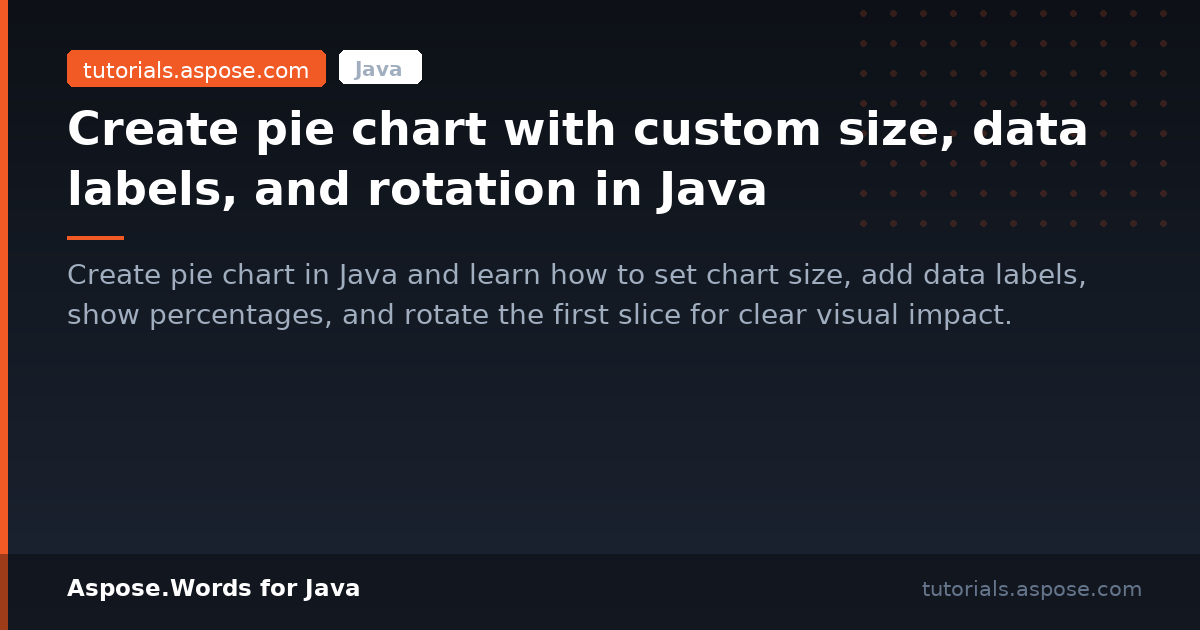 tutorials.aspose.com
Java
Create pie chart with custom size, data
labels, and rotation in Java
Create pie chart in Java and learn how to set chart size, add data labels,
show percentages, and rotate the first slice for clear visual impact.
Aspose.Words for Java
tutorials.aspose.com